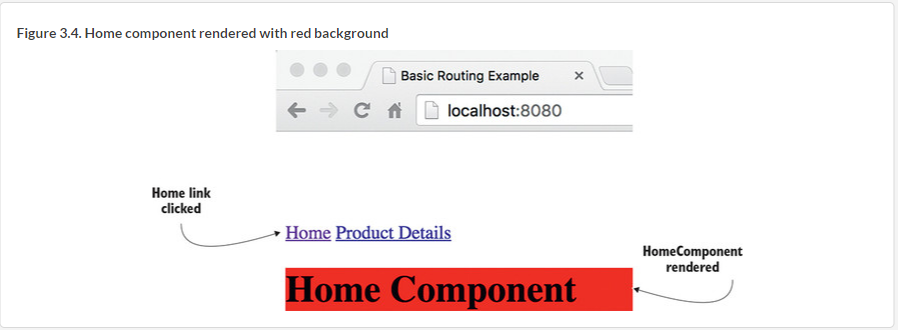 Figure 3.4. Home component rendered with red background
Basic Routing Example
localhost:8080
Home link
clicked
Home Product Details
HomeComponent
rendered
Home Component